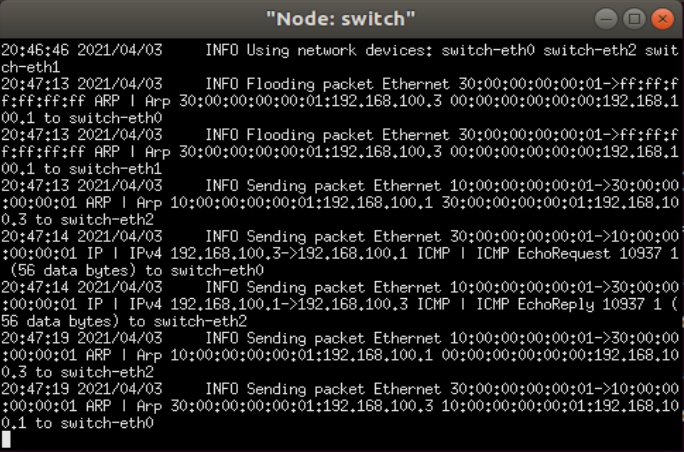 "Node: switch"
20:46:46 2021/04/03     INFO Using network devices: switch-eth0 switch-eth2 swit
ch-eth1
20:47:13 2021/04/03     INFO Flooding packet Ethernet 30:00:00:00:00:01->ff:ff:f
f:ff:ff:ff ARP | Arp 30:00:00:00:00:01:192.168.100.3 00:00:00:00:00:00:192.168.1
00.1 to switch-eth0
20:47:13 2021/04/03     INFO Flooding packet Ethernet 30:00:00:00:00:01->ff:ff:f
f:ff:ff:ff ARP | Arp 30:00:00:00:00:01:192.168.100.3 00:00:00:00:00:00:192.168.1
00.1 to switch-eth1
20:47:13 2021/04/03     INFO Sending packet Ethernet 10:00:00:00:00:01->30:00:00
:00:00:01 ARP | Arp 10:00:00:00:00:01:192.168.100.1 30:00:00:00:00:01:192.168.10
0.3 to switch-eth2
20:47:14 2021/04/03     INFO Sending packet Ethernet 30:00:00:00:00:01->10:00:00
:00:00:01 IP | IPv4 192.168.100.3->192.168.100.1 ICMP | ICMP EchoRequest 10937 1
 (56 data bytes) to switch-eth0
20:47:14 2021/04/03     INFO Sending packet Ethernet 10:00:00:00:00:01->30:00:00
:00:00:01 IP | IPv4 192.168.100.1->192.168.100.3 ICMP | ICMP EchoReply 10937 1 (
56 data bytes) to switch-eth2
20:47:19 2021/04/03     INFO Sending packet Ethernet 10:00:00:00:00:01->30:00:00
:00:00:01 ARP | Arp 10:00:00:00:00:01:192.168.100.1 00:00:00:00:00:00:192.168.10
0.3 to switch-eth2
20:47:19 2021/04/03     INFO Sending packet Ethernet 30:00:00:00:00:01->10:00:00
:00:00:01 ARP | Arp 30:00:00:00:00:01:192.168.100.3 10:00:00:00:00:01:192.168.10
0.1 to switch-eth0